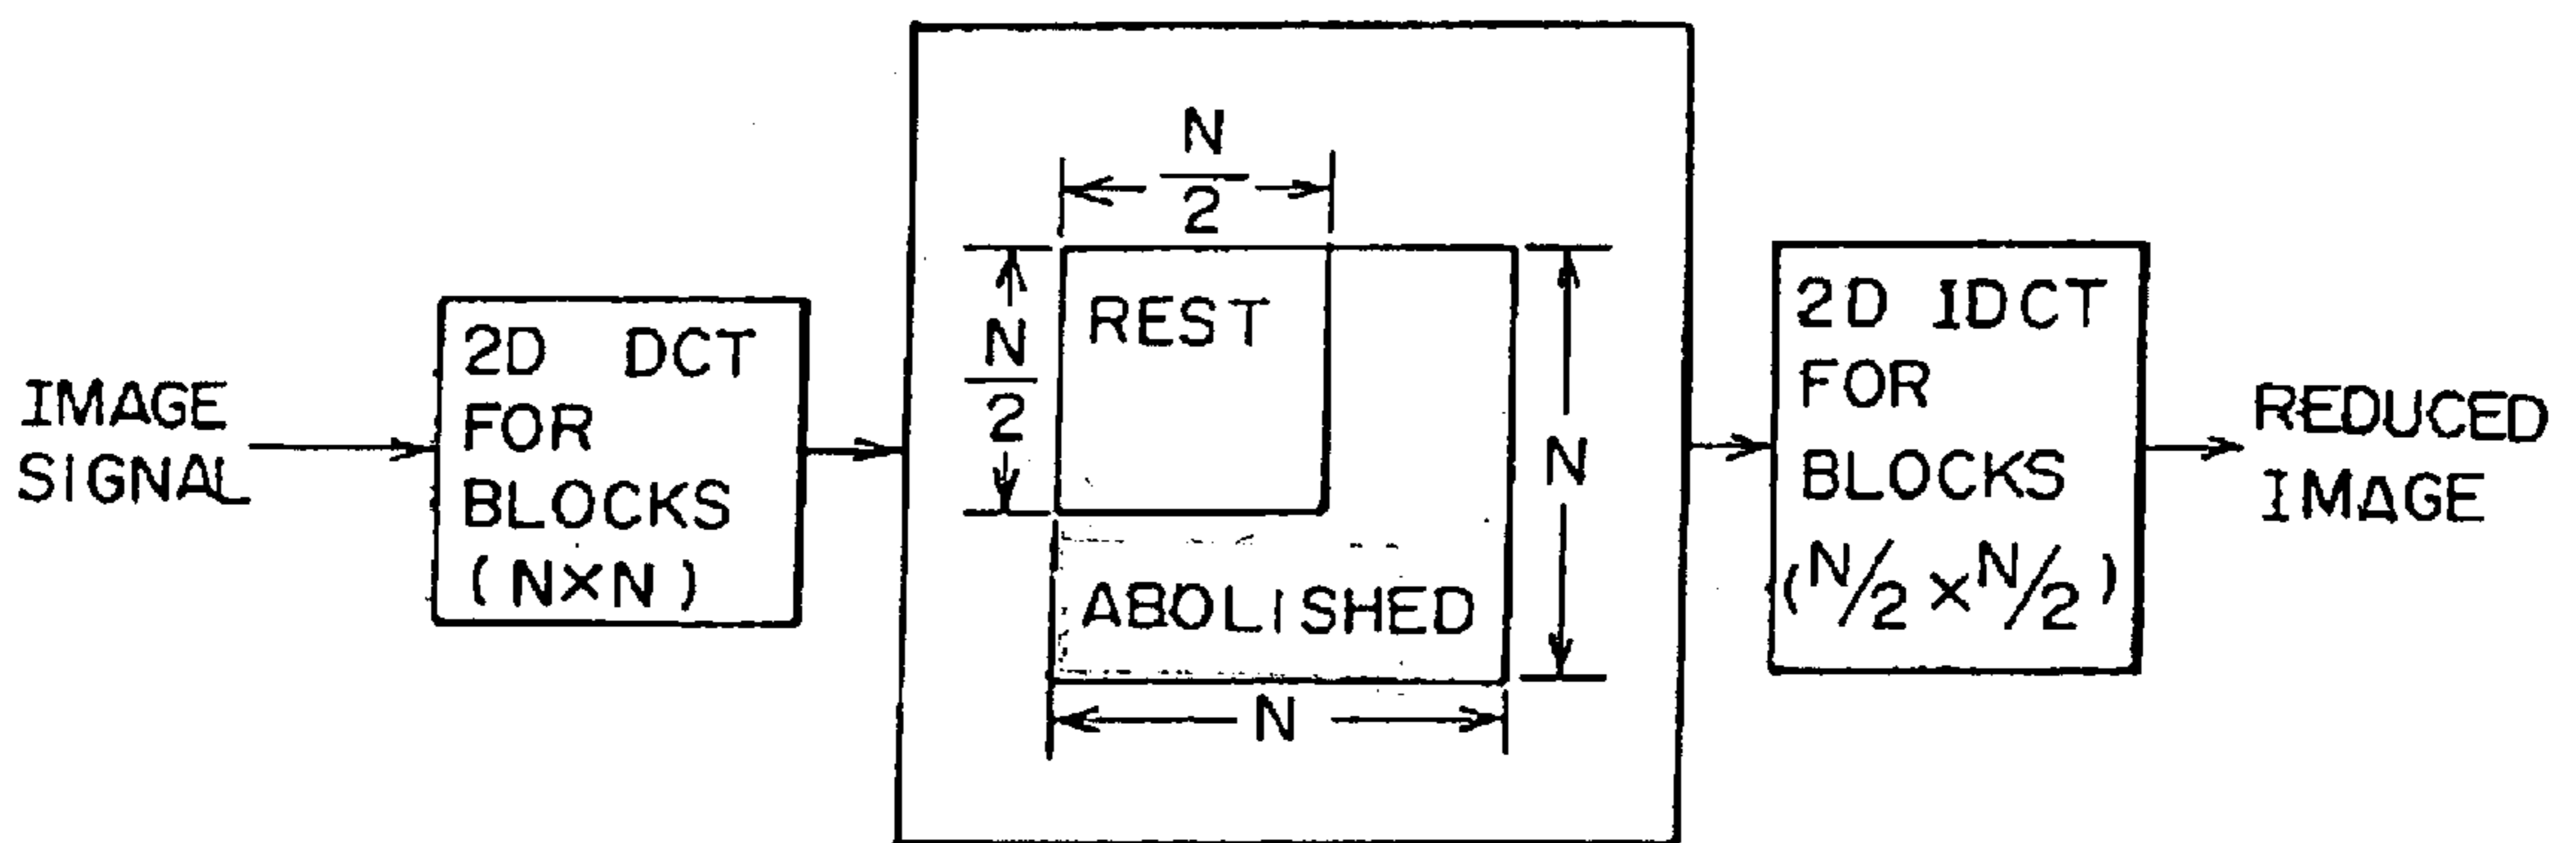 IMAGE
SIGNAL
2D DCT
FOR
BLOCKS
(N×N)
N
2
N
2
REST
ABOLISHED
N
N
2D IDCT
FOR
BLOCKS
(N/2×N/2)
REDUCED
IMAGE